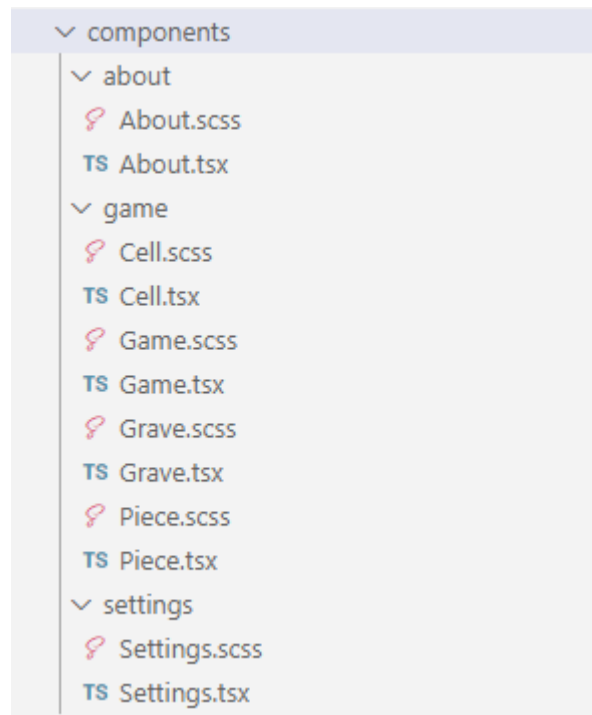 components
about
About.scss
TS About.tsx
game
Cell.scss
TS Cell.tsx
Game.scss
TS Game.tsx
Grave.scss
TS Grave.tsx
Piece.scss
TS Piece.tsx
settings
Settings.scss
TS Settings.tsx